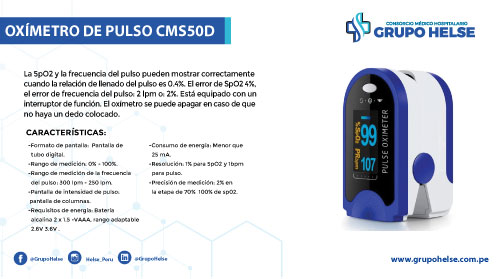 OXÍMETRO DE PULSO CMS50D
CONSORCIO MÉDICO HOSPITALARIO
GRUPO HELSE
La SpO2 y la frecuencia del pulso pueden mostrar correctamente
cuando la relación de llenado del pulso es 0.4%. El error de SpO2 4%,
el error de frecuencia del pulso: 2 lpm o; 2%. Está equipado con un
interruptor de función. El oxímetro se puede apagar en caso de que
no haya un dedo colocado.
CARACTERÍSTICAS:
•Formato de pantalla: Pantalla de
tubo digital.
•Rango de medición: 0% - 100%.
•Rango de medición de la frecuencia
del pulso: 300 lpm - 250 lpm.
•Pantalla de intensidad de pulso:
pantalla de columnas.
•Requisitos de energía: Batería
alcalina 2 x 1.5 •VAAA, rango adaptable
2.6V 3.6V .
•Consumo de energía: Menor que
25 mA.
•Resolución: 1% para SpO2 y 1bpm
para pulso.
•Precisión de medición: 2% en
la etapa de 70% 100% de spO2.
%SpO2
99
PRbpm
107
PULSE OXIMETER
@GrupoHelse
Helse_Peru
@GrupoHelse
www.grupohelse.com.pe